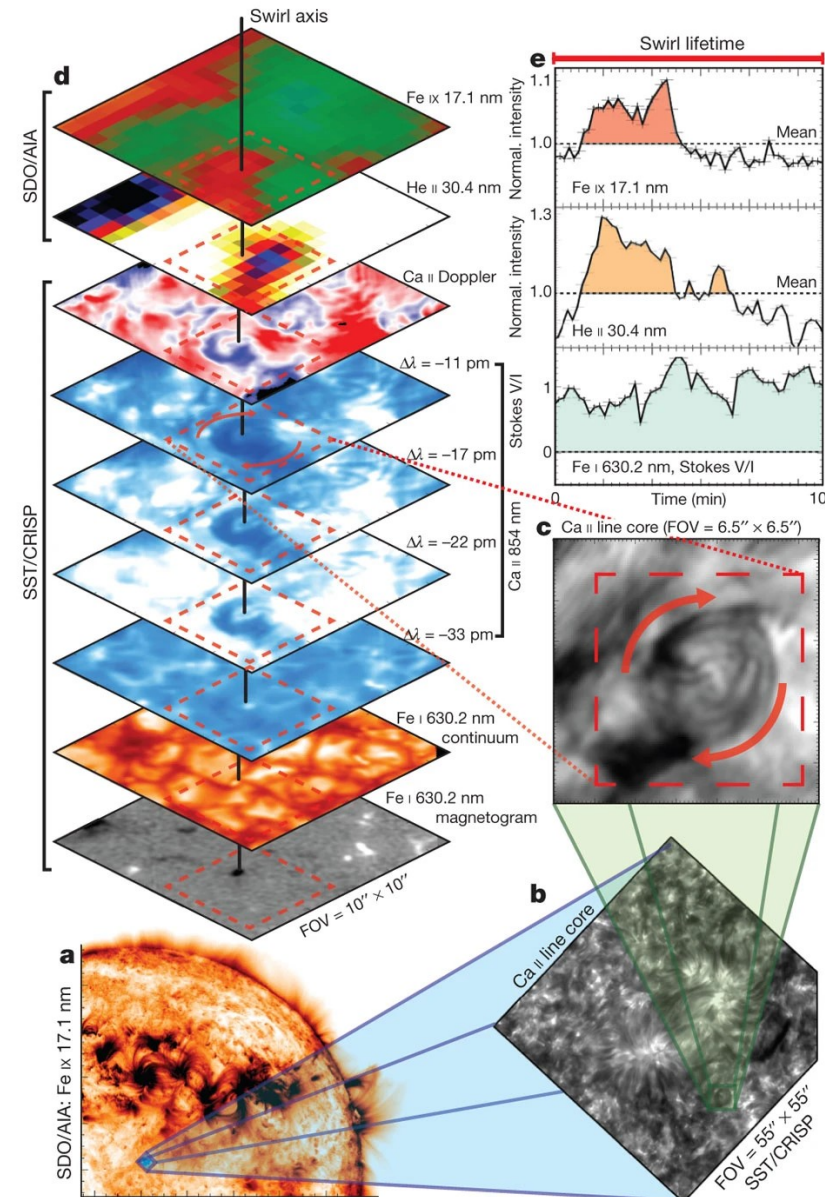 d
Swirl axis
SDO/AIA
Fe IX 17.1 nm
He II 30.4 nm
SST/CRISP
Ca II Doppler
Δλ = −11 pm
Δλ = −17 pm
Δλ = −22 pm
Δλ = −33 pm
Ca II 854 nm
Fe I 630.2 nm
continuum
Fe I 630.2 nm
magnetogram
FOV = 10″ × 10″
e
Swirl lifetime
Normal. intensity
1.1
1.0
Mean
Fe IX 17.1 nm
Normal. intensity
1.3
1.0
Mean
He II 30.4 nm
Stokes V/I
1
0
Fe I 630.2 nm, Stokes V/I
0
Time (min)
10
c
Ca II line core (FOV = 6.5″ × 6.5″)
a
SDO/AIA: Fe IX 17.1 nm
b
Ca II line core
FOV = 55″ × 55″
SST/CRISP